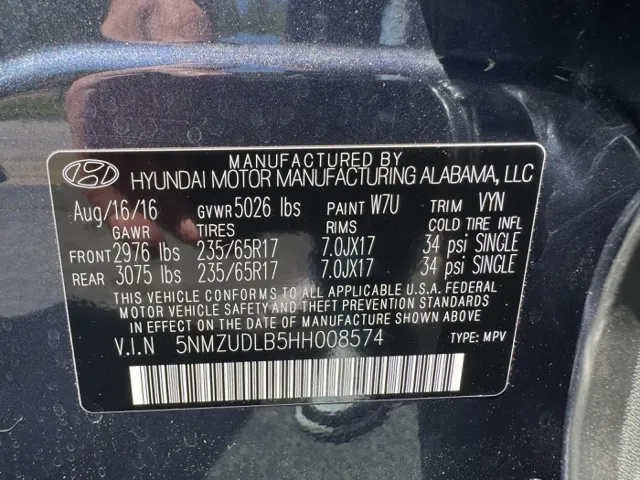 MANUFACTURED BY
HYUNDAI MOTOR MANUFACTURING ALABAMA, LLC
Aug/16/16 GVWR 5026 lbs PAINT W7U TRIM VYN
GAWR TIRES RIMS COLD TIRE INFL
FRONT 2976 lbs 235/65R17 7.0JX17 34 psi SINGLE
REAR 3075 lbs 235/65R17 7.0JX17 34 psi SINGLE
THIS VEHICLE CONFORMS TO ALL APPLICABLE U.S.A. FEDERAL
MOTOR VEHICLE SAFETY AND THEFT PREVENTION STANDARDS
IN EFFECT ON THE DATE OF MANUFACTURE SHOWN ABOVE.
V.I.N 5NMZUDLB5HH008574 TYPE: MPV